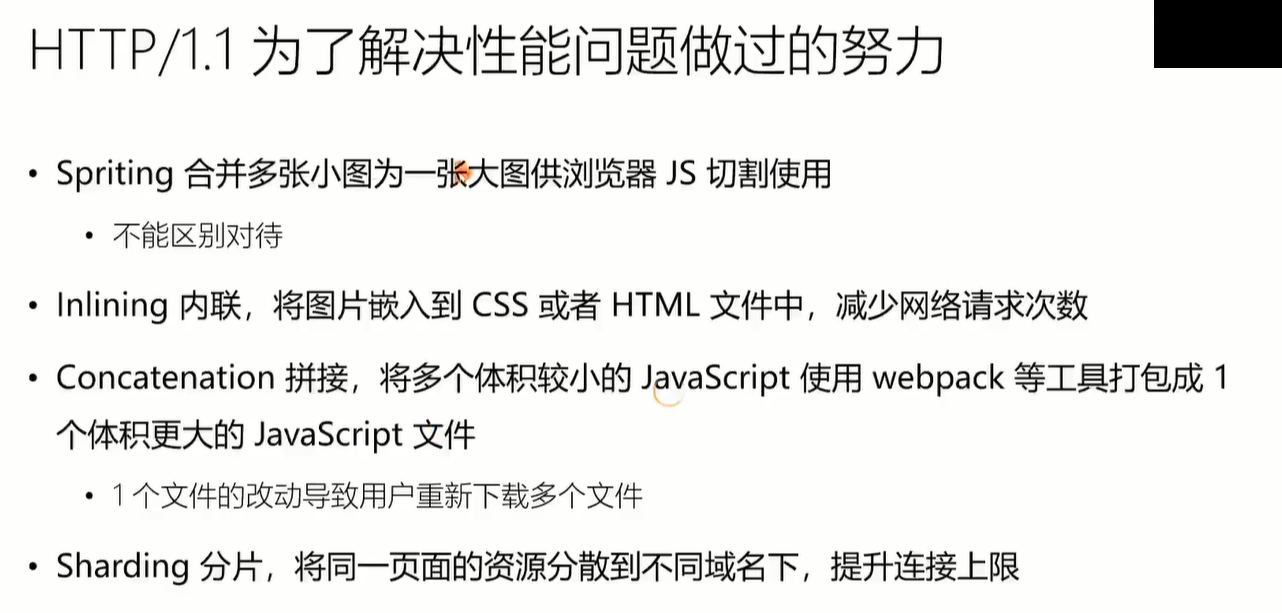 HTTP/1.1 为了解决性能问题做过的努力
• Spriting 合并多张小图为一张大图供浏览器 JS 切割使用
• 不能区别对待
• Inlining 内联，将图片嵌入到 CSS 或者 HTML 文件中，减少网络请求次数
• Concatenation 拼接，将多个体积较小的 JavaScript 使用 webpack 等工具打包成 1
个体积更大的 JavaScript 文件
• 1 个文件的改动导致用户重新下载多个文件
• Sharding 分片，将同一页面的资源分散到不同域名下，提升连接上限